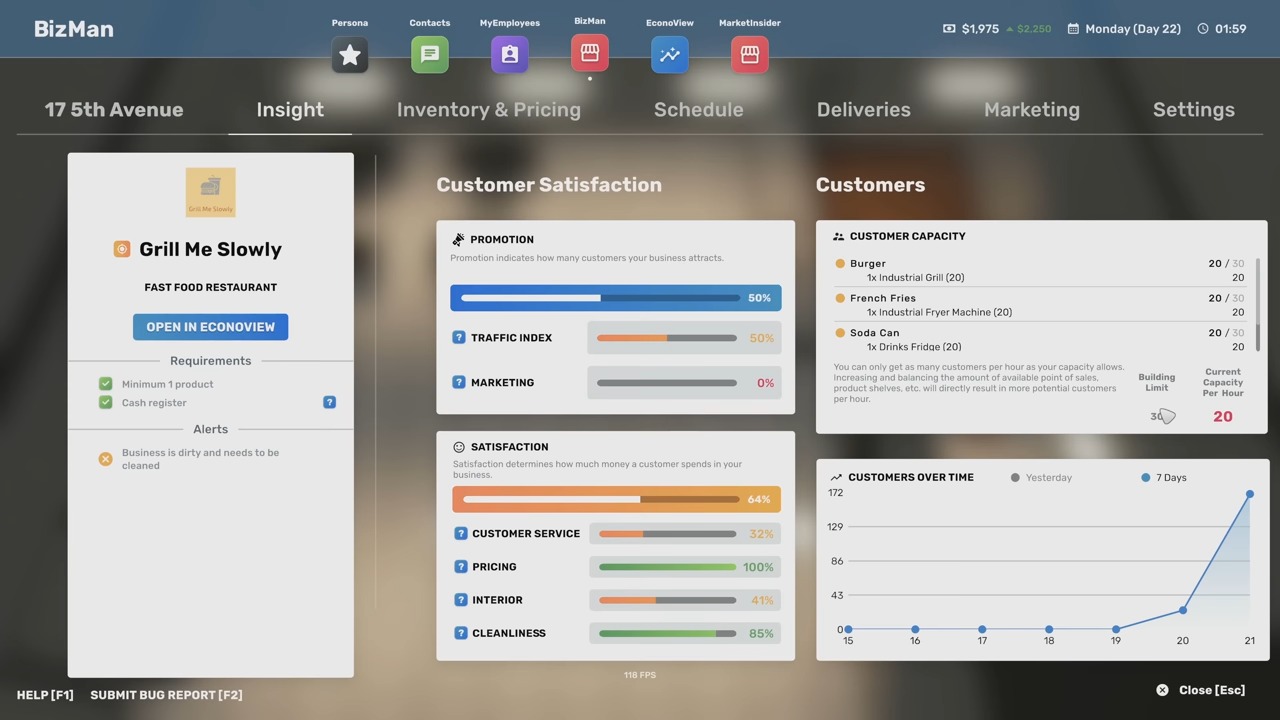 BizMan
Persona
Contacts
MyEmployees
BizMan
EconoView
MarketInsider
$1,975 $2,250 Monday (Day 22) 01:59
17 5th Avenue
Insight
Inventory & Pricing
Schedule
Deliveries
Marketing
Settings
Grill Me Slowly
Grill Me Slowly
FAST FOOD RESTAURANT
OPEN IN ECONOVIEW
Requirements
Minimum 1 product
Cash register ?
Alerts
Business is dirty and needs to be
cleaned
Customer Satisfaction
PROMOTION
Promotion indicates how many customers your business attracts.
50%
? TRAFFIC INDEX 50%
? MARKETING 0%
SATISFACTION
Satisfaction determines how much money a customer spends in your
business.
64%
? CUSTOMER SERVICE 32%
? PRICING 100%
? INTERIOR 41%
? CLEANLINESS 85%
Customers
CUSTOMER CAPACITY
Burger 20 / 30
1x Industrial Grill (20) 20
French Fries 20 / 30
1x Industrial Fryer Machine (20) 20
Soda Can 20 / 30
1x Drinks Fridge (20) 20
You can only get as many customers per hour as your capacity allows.
Increasing and balancing the amount of available point of sales,
product shelves, etc. will directly result in more potential customers
per hour.
Building
Limit
30
Current
Capacity
Per Hour
20
CUSTOMERS OVER TIME Yesterday 7 Days
172
129
86
43
0
15 16 17 18 19 20 21
118 FPS
HELP [F1] SUBMIT BUG REPORT [F2]
Close [Esc]